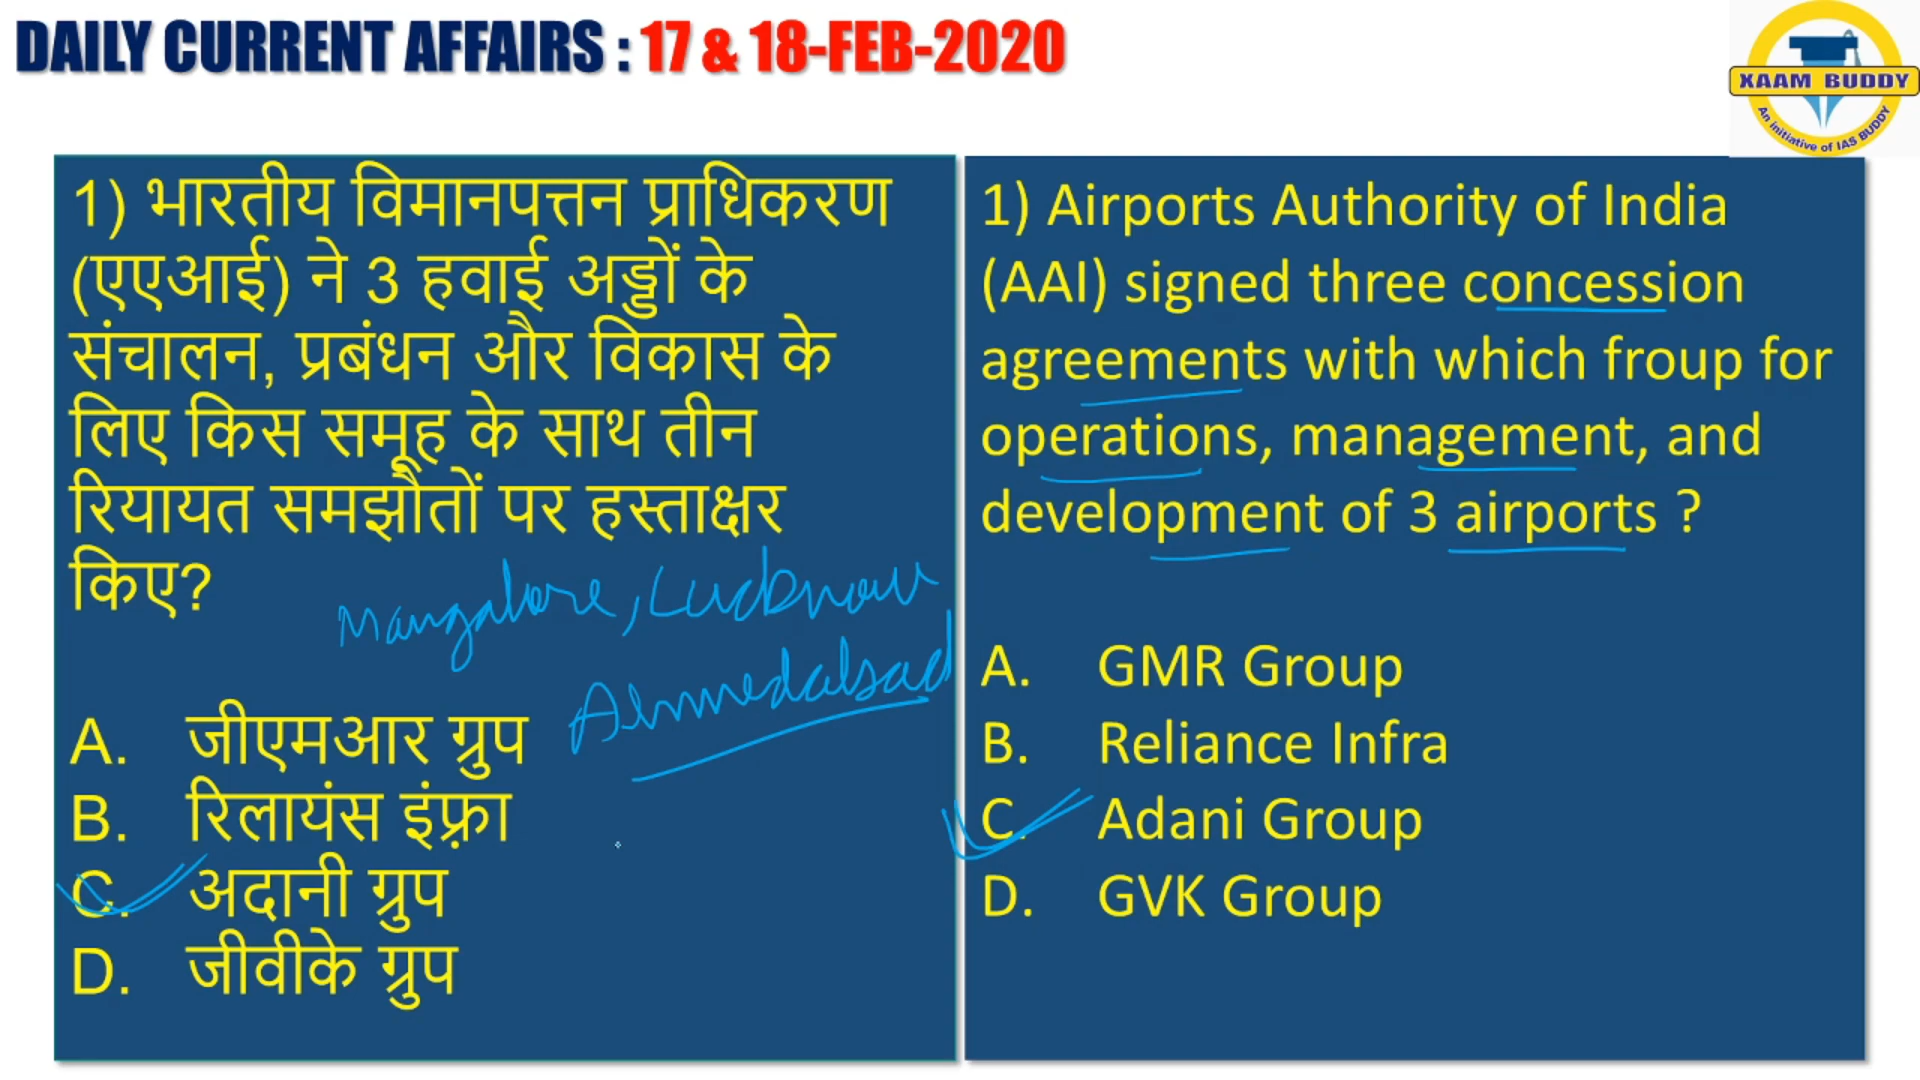 DAILY CURRENT AFFAIRS : 17 & 18-FEB-2020
XAAM BUDDY
An initiative of IAS BUDDY
1) भारतीय विमानपत्तन प्राधिकरण
(एएआई) ने 3 हवाई अड्डों के
संचालन, प्रबंधन और विकास के
लिए किस समूह के साथ तीन
रियायत समझौतों पर हस्ताक्षर
किए?
Mangalore, Lucknow
Ahmedabad
A. जीएमआर ग्रुप
B. रिलायंस इंफ़्रा
C. अदानी ग्रुप
D. जीवीके ग्रुप
1) Airports Authority of India
(AAI) signed three concession
agreements with which froup for
operations, management, and
development of 3 airports ?
A. GMR Group
B. Reliance Infra
C. Adani Group
D. GVK Group